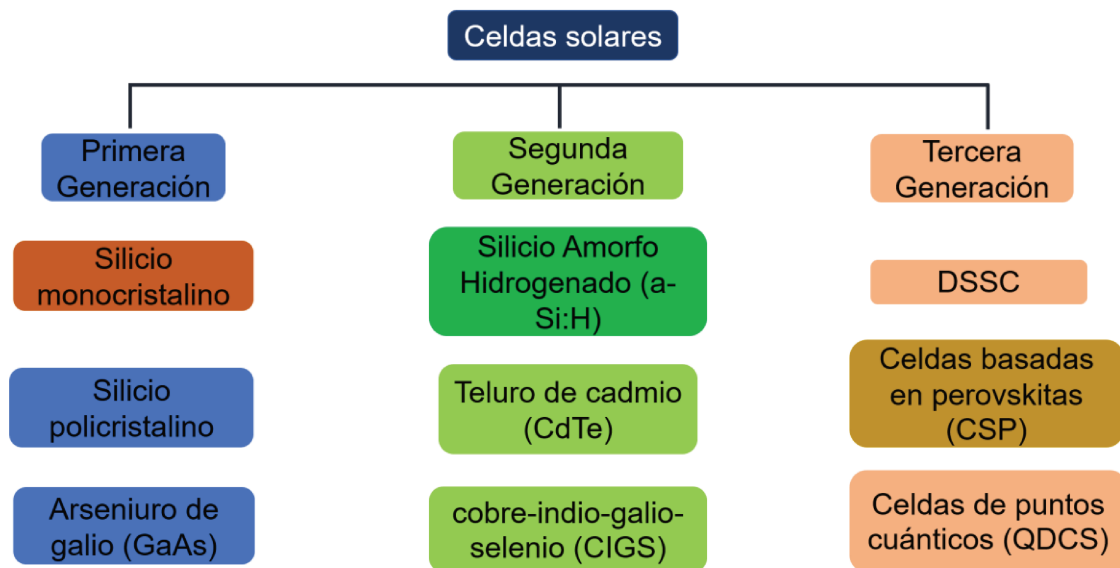 Celdas solares
Primera
Generación
Segunda
Generación
Tercera
Generación
Silicio
monocristalino
Silicio Amorfo
Hidrogenado (a-
Si:H)
DSSC
Silicio
policristalino
Teluro de cadmio
(CdTe)
Celdas basadas
en perovskitas
(CSP)
Arseniuro de
galio (GaAs)
cobre-indio-galio-
selenio (CIGS)
Celdas de puntos
cuánticos (QDCS)